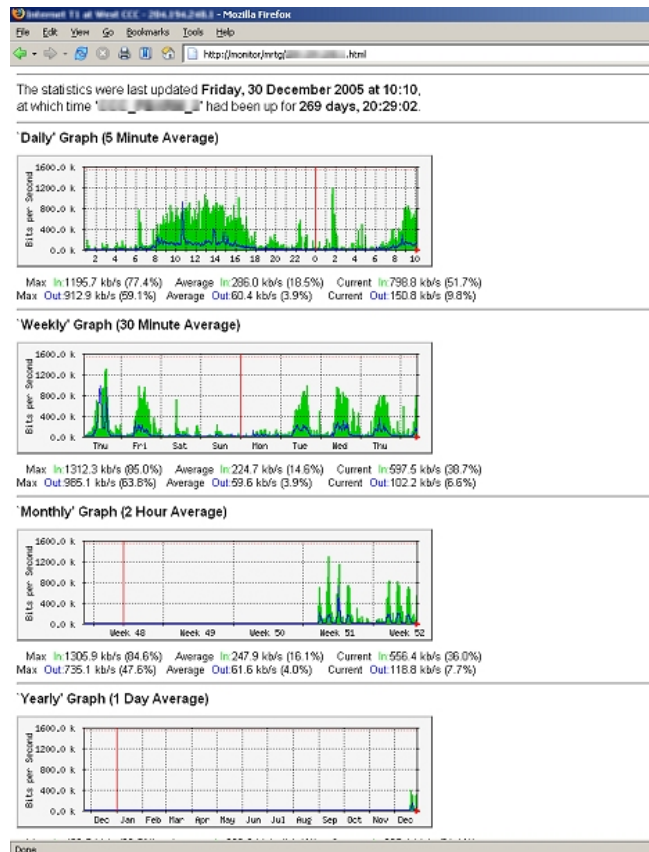 Internet T1 at West CCC - 204.194.248.1 - Mozilla Firefox
File Edit View Go Bookmarks Tools Help
http://monitor/mrtg/ .html
The statistics were last updated Friday, 30 December 2005 at 10:10,
at which time ' ' had been up for 269 days, 20:29:02.
`Daily' Graph (5 Minute Average)
Bits per Second
1600.0 k
1200.0 k
800.0 k
400.0 k
0.0 k
2 4 6 8 10 12 14 16 18 20 22 0 2 4 6 8 10
Max In:1195.7 kb/s (77.4%) Average In:286.0 kb/s (18.5%) Current In:798.8 kb/s (51.7%)
Max Out:912.9 kb/s (59.1%) Average Out:60.4 kb/s (3.9%) Current Out:150.8 kb/s (9.8%)
`Weekly' Graph (30 Minute Average)
Bits per Second
1600.0 k
1200.0 k
800.0 k
400.0 k
0.0 k
Thu Fri Sat Sun Mon Tue Wed Thu
Max In:1312.3 kb/s (85.0%) Average In:224.7 kb/s (14.6%) Current In:597.5 kb/s (38.7%)
Max Out:985.1 kb/s (63.8%) Average Out:59.6 kb/s (3.9%) Current Out:102.2 kb/s (6.6%)
`Monthly' Graph (2 Hour Average)
Bits per Second
1600.0 k
1200.0 k
800.0 k
400.0 k
0.0 k
Week 48 Week 49 Week 50 Week 51 Week 52
Max In:1305.9 kb/s (84.6%) Average In:247.9 kb/s (16.1%) Current In:556.4 kb/s (36.0%)
Max Out:735.1 kb/s (47.6%) Average Out:61.6 kb/s (4.0%) Current Out:118.8 kb/s (7.7%)
`Yearly' Graph (1 Day Average)
Bits per Second
1600.0 k
1200.0 k
800.0 k
400.0 k
0.0 k
Dec Jan Feb Mar Apr May Jun Jul Aug Sep Oct Nov Dec
Done